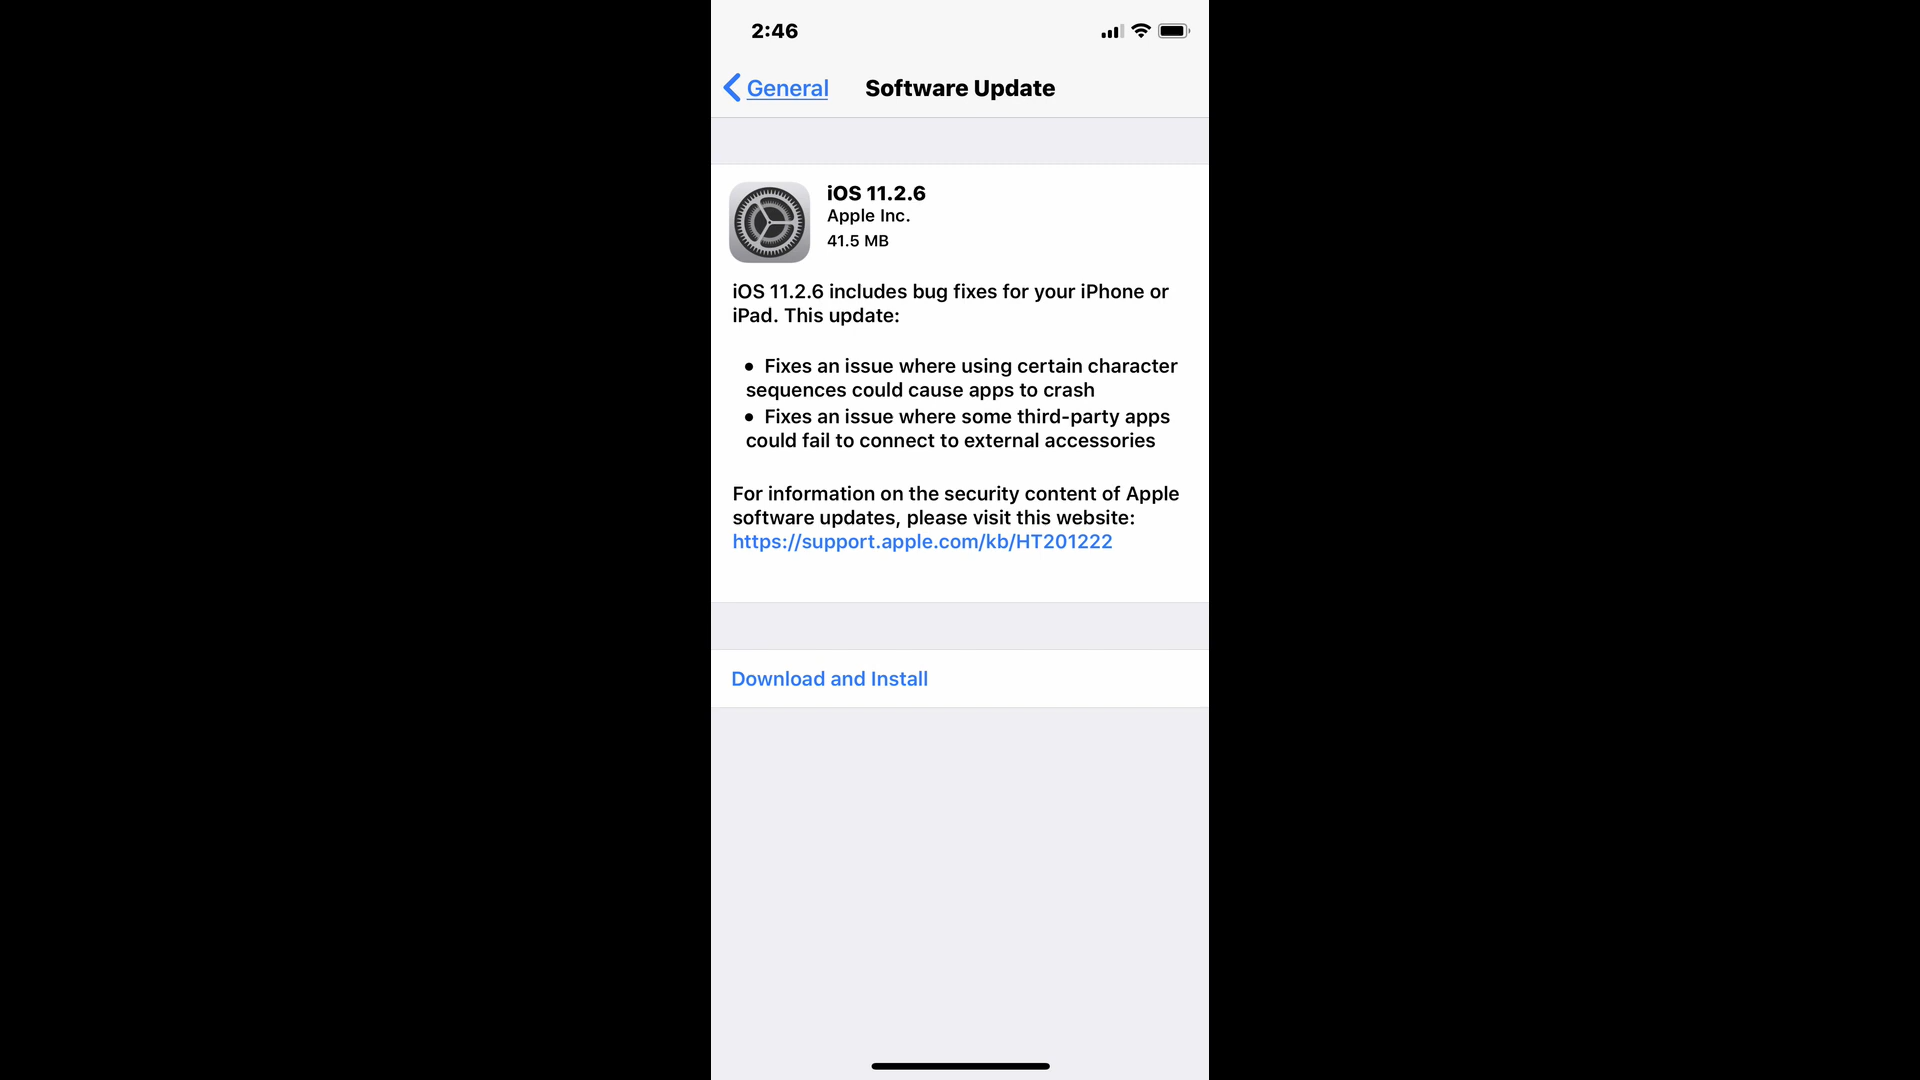 2:46
General
Software Update
iOS 11.2.6
Apple Inc.
41.5 MB
iOS 11.2.6 includes bug fixes for your iPhone or
iPad. This update:
• Fixes an issue where using certain character
sequences could cause apps to crash
• Fixes an issue where some third-party apps
could fail to connect to external accessories
For information on the security content of Apple
software updates, please visit this website:
https://support.apple.com/kb/HT201222
Download and Install